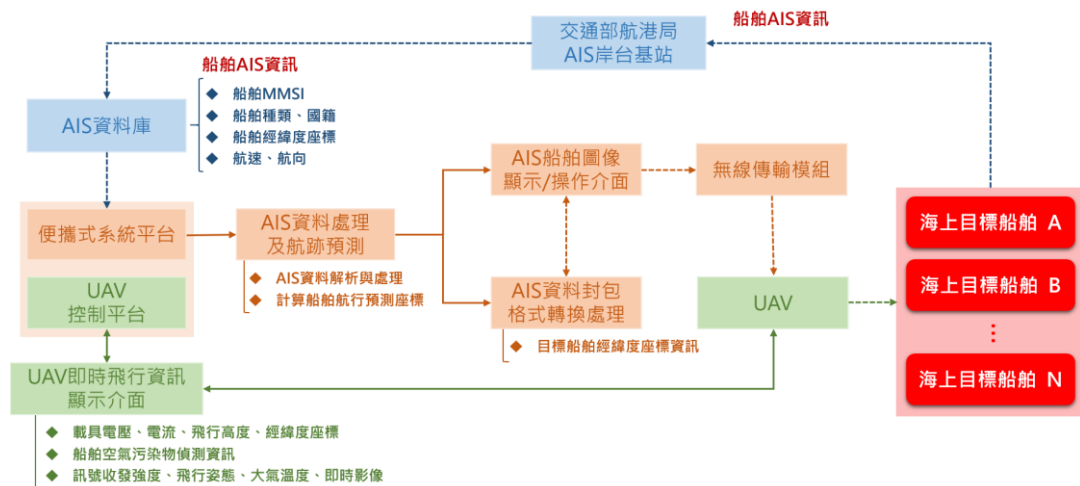 船舶AIS資訊
交通部航港局
AIS岸台基站
船舶AIS資訊
◆ 船舶MMSI
◆ 船舶種類、國籍
◆ 船舶經緯度座標
◆ 航速、航向
AIS資料庫
AIS船舶圖像
顯示/操作介面
無線傳輸模組
便攜式系統平台
AIS資料處理
及航跡預測
◆ AIS資料解析與處理
◆ 計算船舶航行預測座標
海上目標船舶 A
海上目標船舶 B
⋮
海上目標船舶 N
UAV
控制平台
AIS資料封包
格式轉換處理
◆ 目標船舶經緯度座標資訊
UAV
UAV即時飛行資訊
顯示介面
◆ 載具電壓、電流、飛行高度、經緯度座標
◆ 船舶空氣污染物偵測資訊
◆ 訊號收發強度、飛行姿態、大氣溫度、即時影像